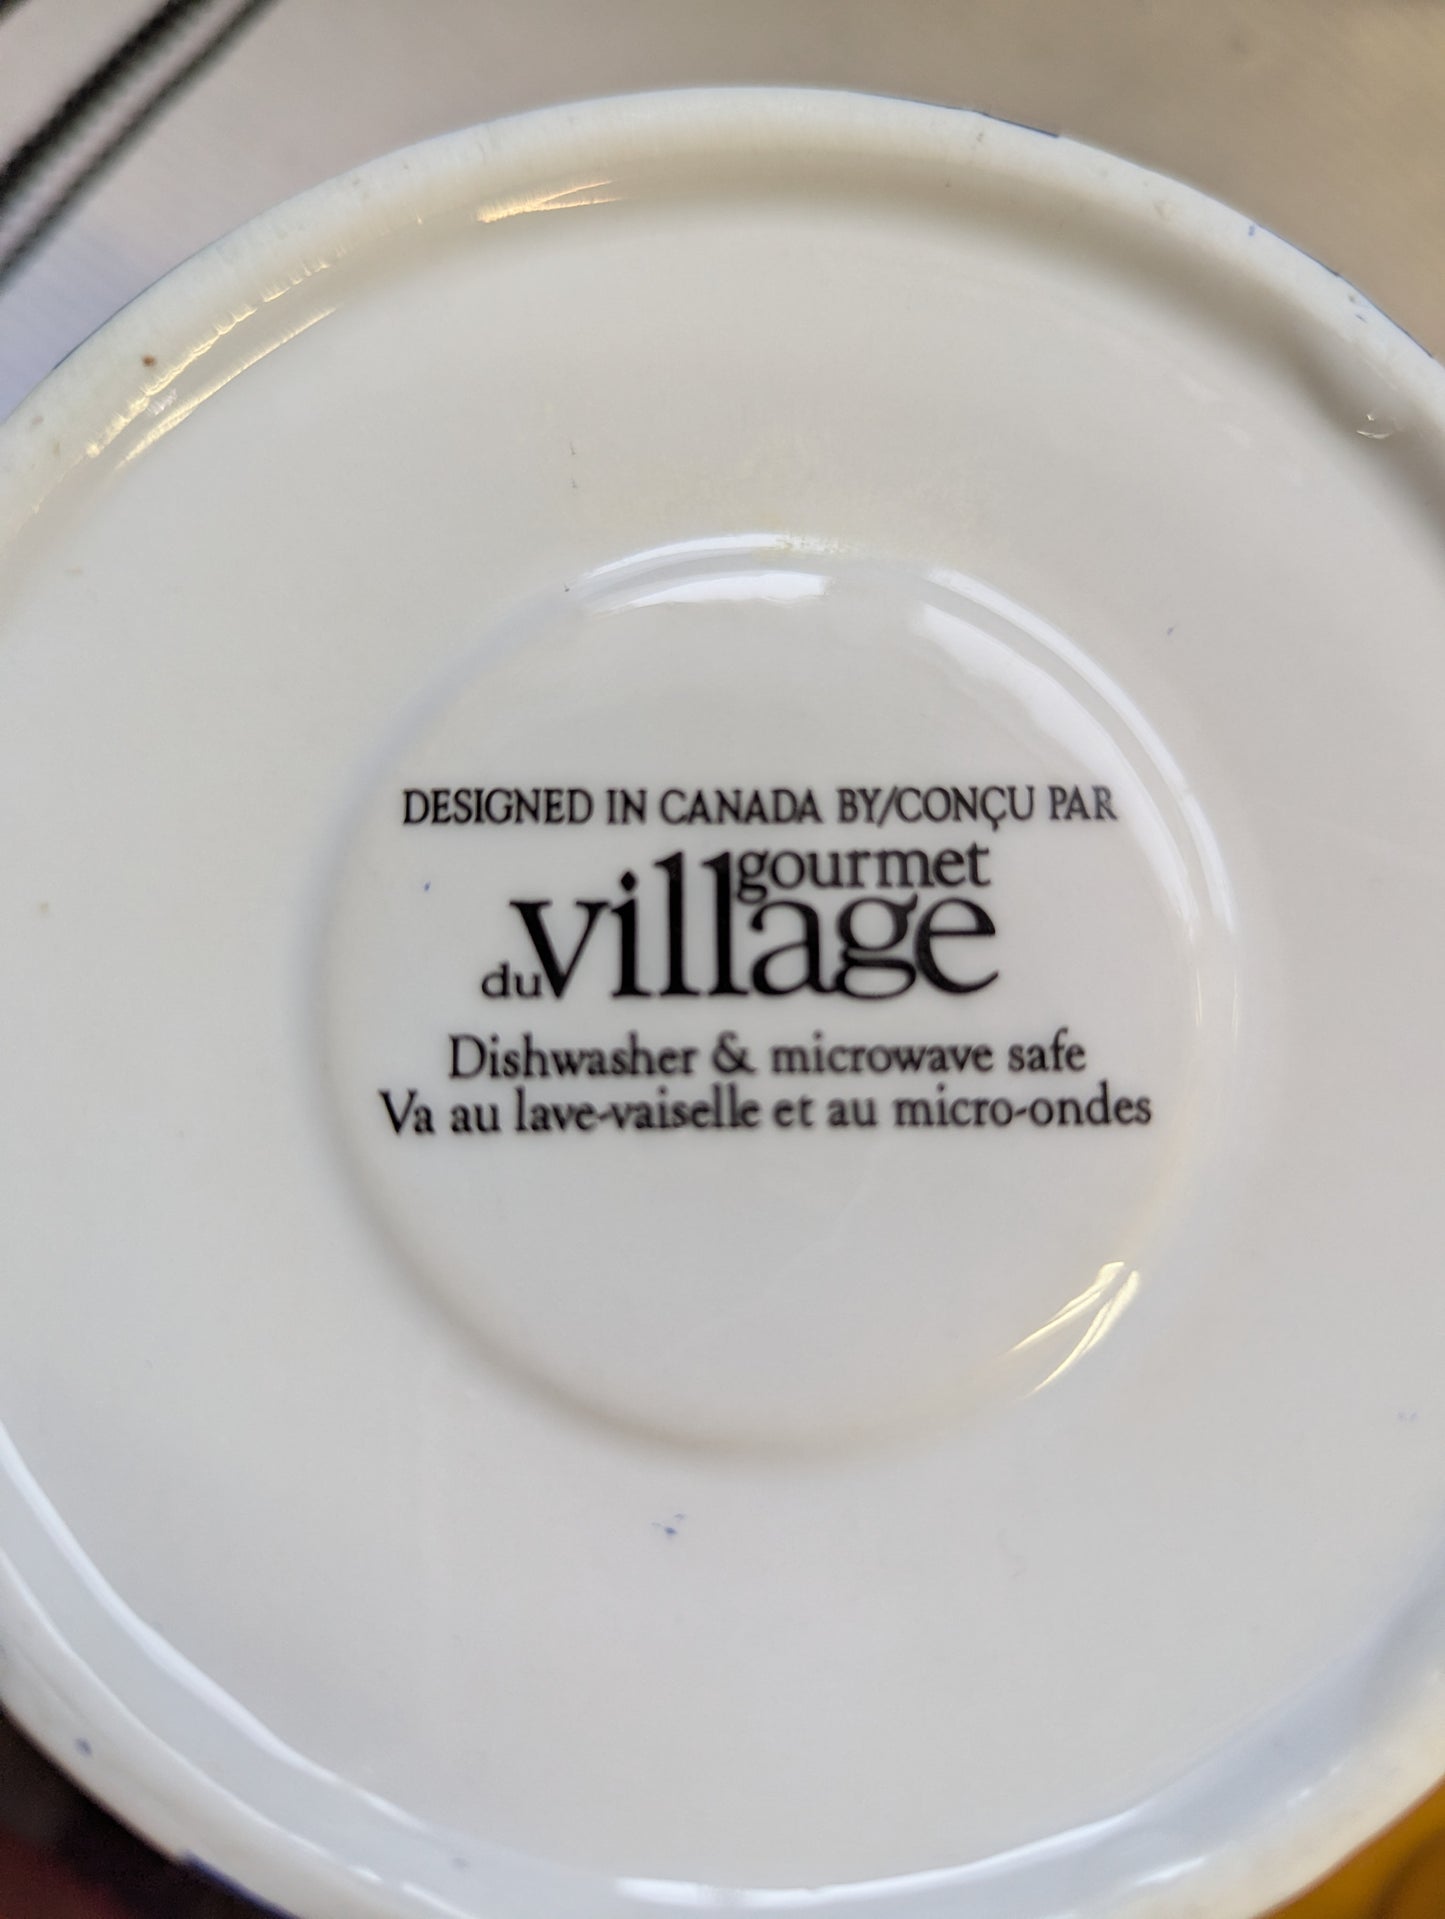 DESIGNED IN CANADA BY/CONÇU PAR
gourmet
du village
Dishwasher & microwave safe
Va au lave-vaiselle et au micro-ondes